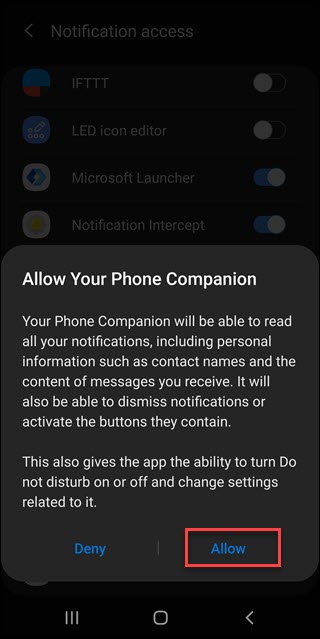 Notification access
IFTTT
LED icon editor
Microsoft Launcher
Notification Intercept
Allow Your Phone Companion
Your Phone Companion will be able to read
all your notifications, including personal
information such as contact names and the
content of messages you receive. It will
also be able to dismiss notifications or
activate the buttons they contain.
This also gives the app the ability to turn Do
not disturb on or off and change settings
related to it.
Deny
Allow